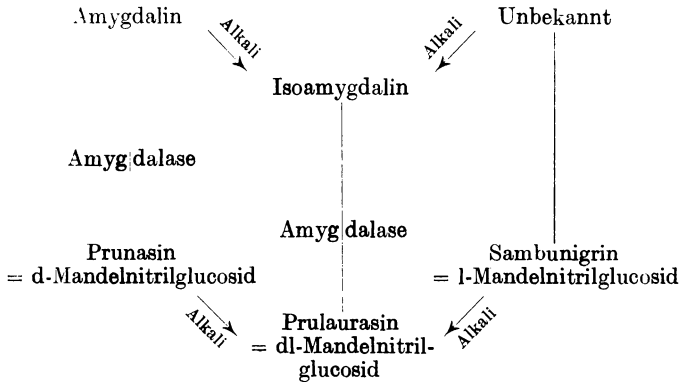 Amygdalin
Unbekannt
Alkali
Alkali
Isoamygdalin
Amygdalase
Amygdalase
Prunasin
= d-Mandelnitrilglucosid
Sambunigrin
= l-Mandelnitrilglucosid
Alkali
Prulaurasin
= dl-Mandelnitril-
glucosid
Alkali